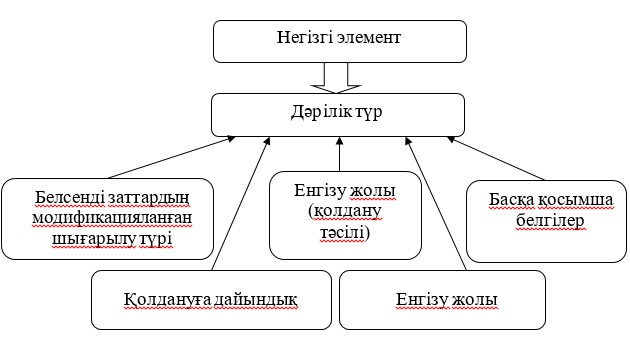 Негізгі элемент
Дәрілік түр
Белсенді заттардың
модификацияланған
шығарылу түрі
Енгізу жолы
(қолдану
тәсілі)
Басқа қосымша
белгілер
Қолдануға дайындық
Енгізу жолы